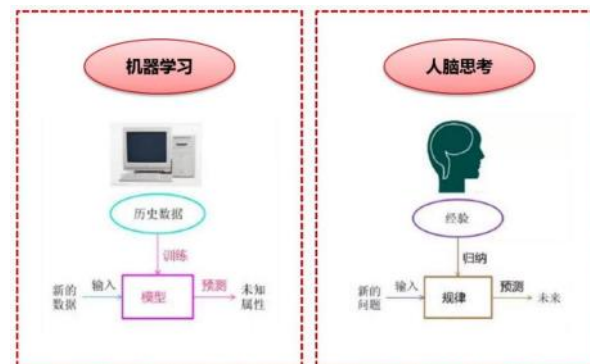 机器学习
历史数据
训练
新的
数据
输入
模型
预测
未知
属性
人脑思考
经验
归纳
新的
问题
输入
规律
预测
未来